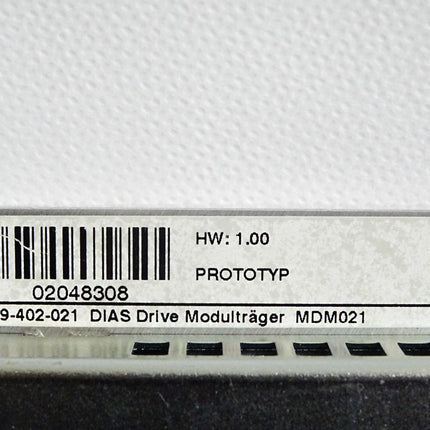 HW: 1.00
PROTOTYP
02048308
9-402-021 DIAS Drive Modulträger MDM021